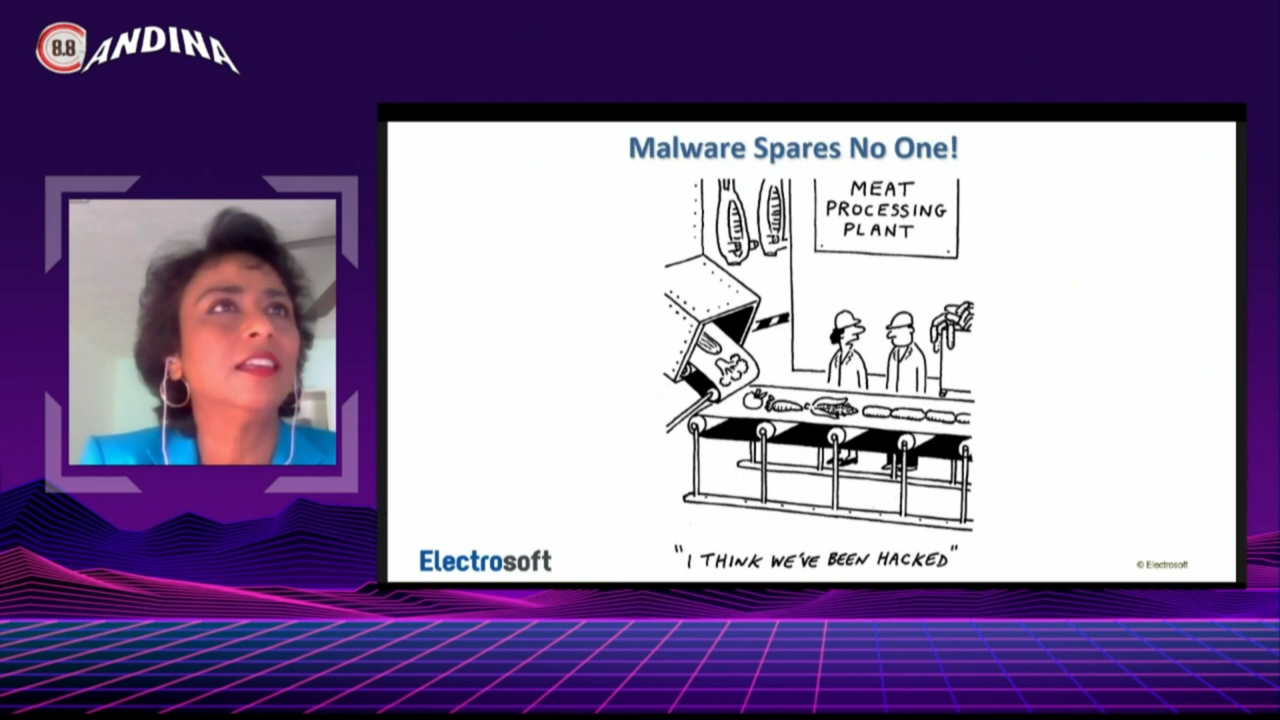 8.8 ANDINA
Malware Spares No One!
MEAT
PROCESSING
PLANT
"I THINK WE'VE BEEN HACKED"
Electrosoft
© Electrosoft